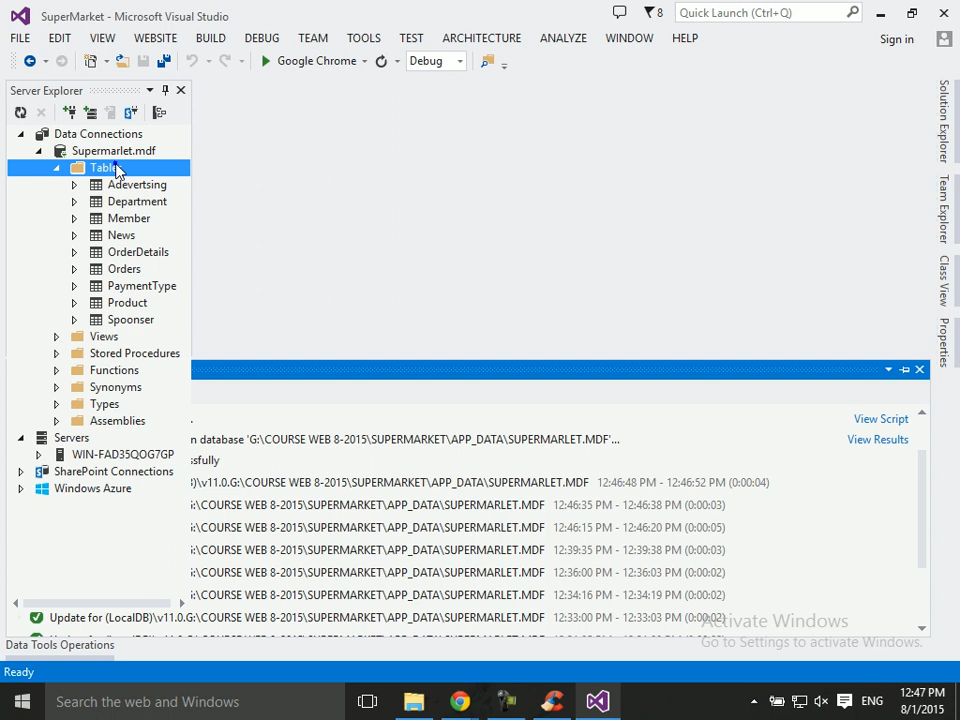 SuperMarket - Microsoft Visual Studio
8
Quick Launch (Ctrl+Q)
FILE EDIT VIEW WEBSITE BUILD DEBUG TEAM TOOLS TEST ARCHITECTURE ANALYZE WINDOW HELP
Sign in
Google Chrome
Debug
Server Explorer
Data Connections
Supermarlet.mdf
Adevertsing
Department
Member
News
OrderDetails
Orders
PaymentType
Product
Spoonser
Views
Stored Procedures
Functions
Synonyms
Types
Assemblies
Servers
WIN-FAD35QOG7GP
SharePoint Connections
Windows Azure
Solution Explorer
Team Explorer
Class View
Properties
View Script
n database 'G:\COURSE WEB 8-2015\SUPERMARKET\APP_DATA\SUPERMARLET.MDF'...
View Results
ssfully
)\v11.0.G:\COURSE WEB 8-2015\SUPERMARKET\APP_DATA\SUPERMARLET.MDF 12:46:48 PM - 12:46:52 PM (0:00:04)
G:\COURSE WEB 8-2015\SUPERMARKET\APP_DATA\SUPERMARLET.MDF 12:46:35 PM - 12:46:38 PM (0:00:03)
G:\COURSE WEB 8-2015\SUPERMARKET\APP_DATA\SUPERMARLET.MDF 12:46:15 PM - 12:46:20 PM (0:00:05)
G:\COURSE WEB 8-2015\SUPERMARKET\APP_DATA\SUPERMARLET.MDF 12:39:35 PM - 12:39:38 PM (0:00:03)
G:\COURSE WEB 8-2015\SUPERMARKET\APP_DATA\SUPERMARLET.MDF 12:36:00 PM - 12:36:03 PM (0:00:02)
G:\COURSE WEB 8-2015\SUPERMARKET\APP_DATA\SUPERMARLET.MDF 12:34:16 PM - 12:34:19 PM (0:00:02)
Update for (LocalDB)\v11.0.G:\COURSE WEB 8-2015\SUPERMARKET\APP_DATA\SUPERMARLET.MDF 12:33:00 PM - 12:33:03 PM (0:00:02)
Activate Windows
Go to Settings to activate Windows.
Data Tools Operations
Ready
Search the web and Windows
ENG
12:47 PM
8/1/2015